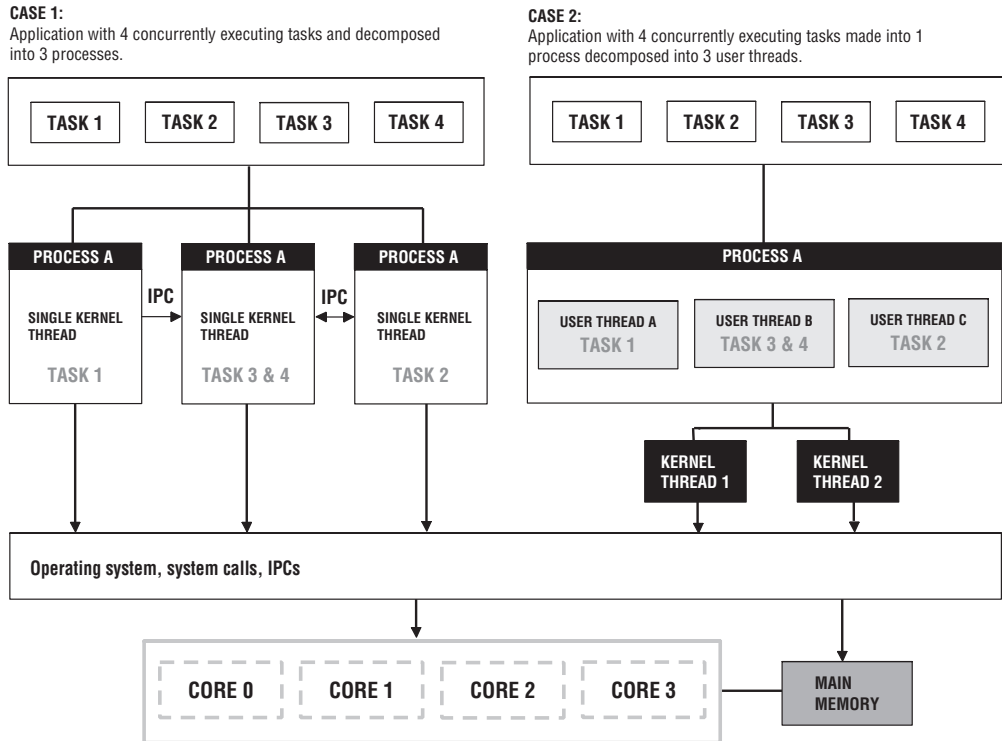 CASE 1:
Application with 4 concurrently executing tasks and decomposed
into 3 processes.
TASK 1
TASK 2
TASK 3
TASK 4
PROCESS A
PROCESS A
PROCESS A
SINGLE KERNEL
THREAD
TASK 1
IPC
SINGLE KERNEL
THREAD
TASK 3 & 4
IPC
SINGLE KERNEL
THREAD
TASK 2
CASE 2:
Application with 4 concurrently executing tasks made into 1
process decomposed into 3 user threads.
TASK 1
TASK 2
TASK 3
TASK 4
PROCESS A
USER THREAD A
TASK 1
USER THREAD B
TASK 3 & 4
USER THREAD C
TASK 2
KERNEL
THREAD 1
KERNEL
THREAD 2
Operating system, system calls, IPCs
CORE 0
CORE 1
CORE 2
CORE 3
MAIN
MEMORY